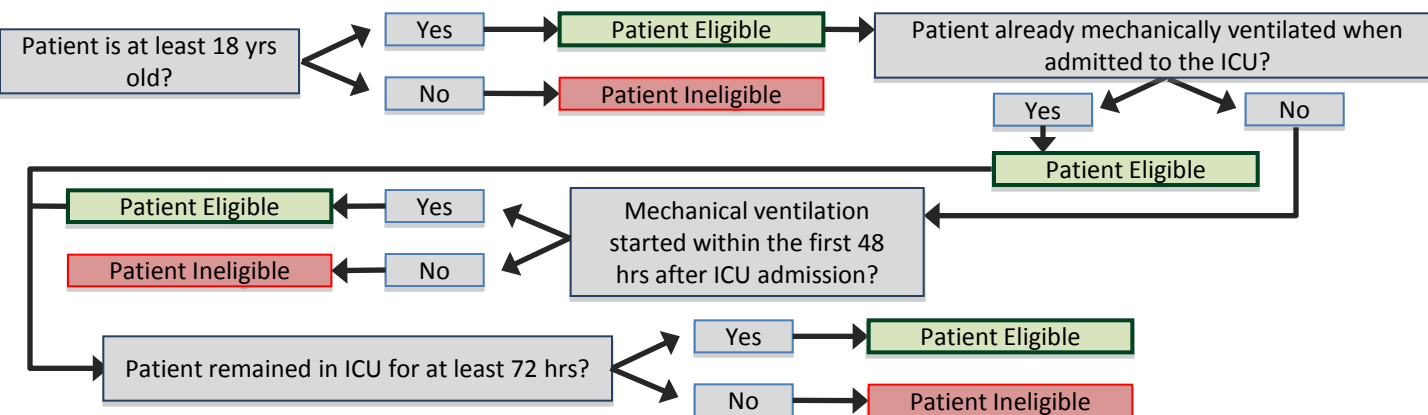 Patient is at least 18 yrs
old?
Yes
Patient Eligible
No
Patient Ineligible
Patient already mechanically ventilated when
admitted to the ICU?
Yes
No
Patient Eligible
Mechanical ventilation
started within the first 48
hrs after ICU admission?
Yes
Patient Eligible
No
Patient Ineligible
Patient remained in ICU for at least 72 hrs?
Yes
Patient Eligible
No
Patient Ineligible